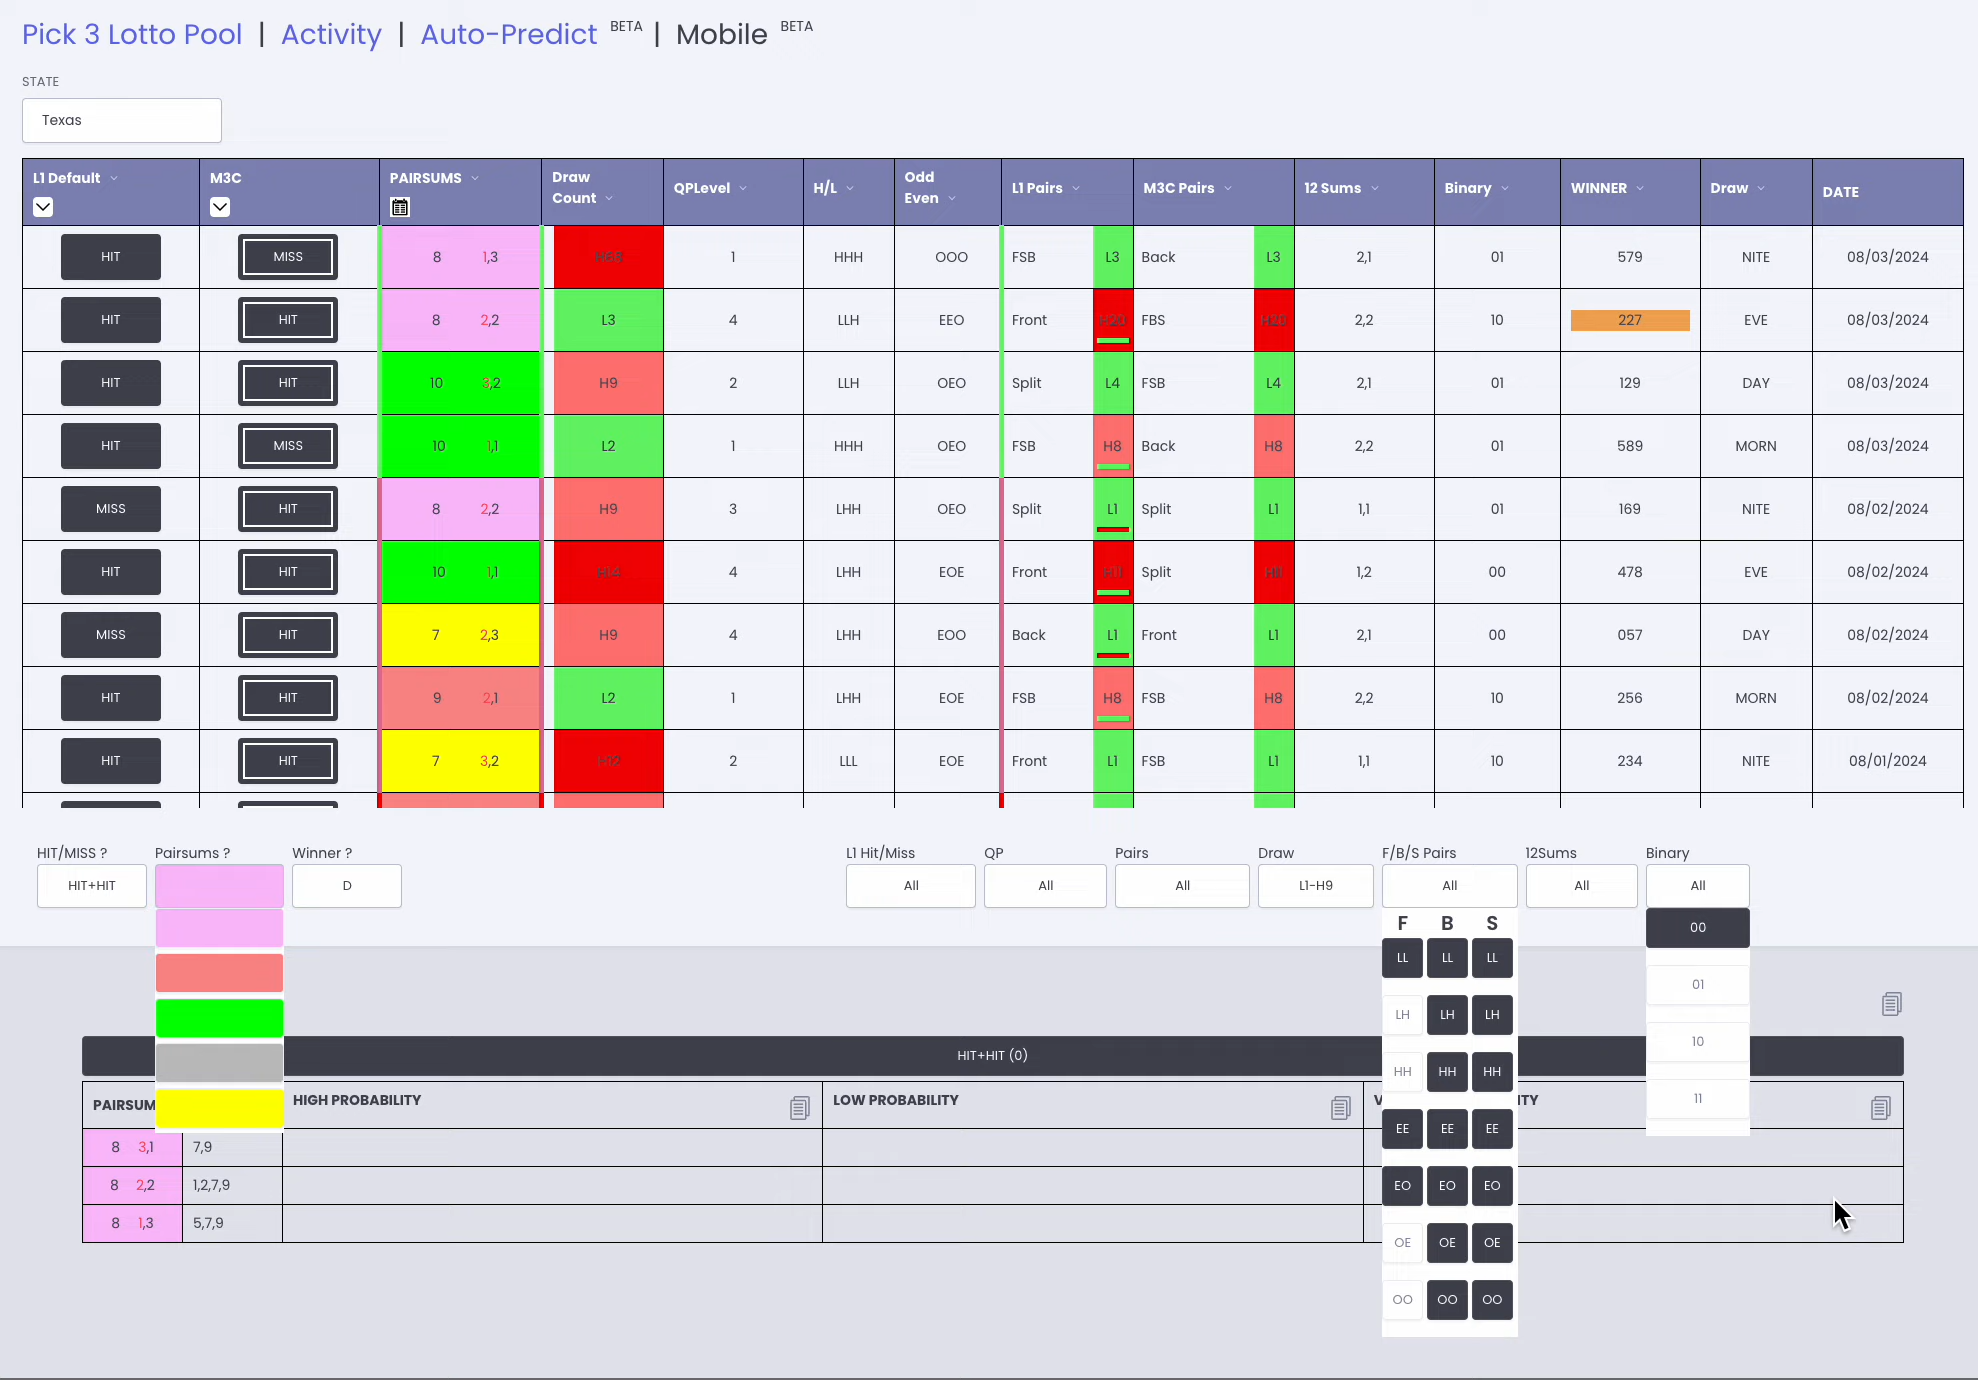 Pick 3 Lotto Pool | Activity | Auto-Predict BETA | Mobile BETA
STATE
Texas
L1 Default M3C PAIRSUMS Draw Count QPLevel H/L Odd Even L1 Pairs M3C Pairs 12 Sums Binary WINNER Draw DATE
HIT MISS 8 1,3 1 HHH OOO FSB L3 Back L3 2,1 01 579 NITE 08/03/2024
HIT HIT 8 2,2 L3 4 LLH EEO Front FBS 2,2 10 227 EVE 08/03/2024
HIT HIT 10 3,2 H9 2 LLH OEO Split L4 FSB L4 2,1 01 129 DAY 08/03/2024
HIT MISS 10 1,1 L2 1 HHH OEO FSB H8 Back H8 2,2 01 589 MORN 08/03/2024
MISS HIT 8 2,2 H9 3 LHH OEO Split L1 Split L1 1,1 01 169 NITE 08/02/2024
HIT HIT 10 1,1 4 LHH EOE Front Split 1,2 00 478 EVE 08/02/2024
MISS HIT 7 2,3 H9 4 LHH EOO Back L1 Front L1 2,1 00 057 DAY 08/02/2024
HIT HIT 9 2,1 L2 1 LHH EOE FSB H8 FSB H8 2,2 10 256 MORN 08/02/2024
HIT HIT 7 3,2 H12 2 LLL EOE Front L1 FSB L1 1,1 10 234 NITE 08/01/2024
HIT/MISS ? Pairsums ? Winner ? L1 Hit/Miss QP Pairs Draw F/B/S Pairs 12Sums Binary
HIT+HIT D All All All L1-H9 All All All
F B S
00
LL LL LL
01
LH LH LH
10
HIT+HIT (0)
HH HH HH
11
PAIRSUM HIGH PROBABILITY LOW PROBABILITY V ITY
EE EE EE
8 3,1 7,9
8 2,2 1,2,7,9
EO EO EO
8 1,3 5,7,9
OE OE OE
OO OO OO